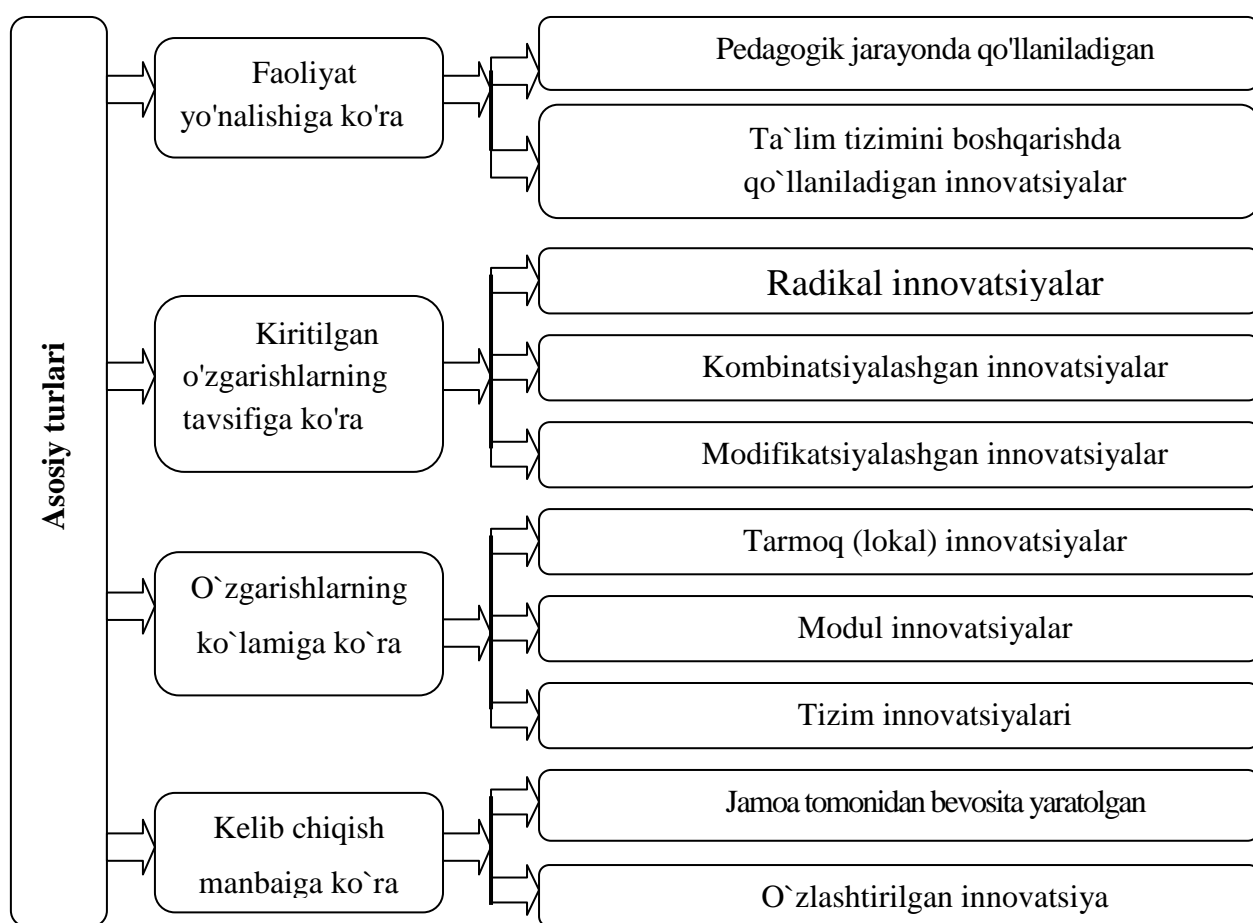 Asosiy turlari
Faoliyat
yo'nalishiga ko'ra
Pedagogik jarayonda qo'llaniladigan
Ta`lim tizimini boshqarishda
qo`llaniladigan innovatsiyalar
Kiritilgan
o'zgarishlarning
tavsifiga ko'ra
Radikal innovatsiyalar
Kombinatsiyalashgan innovatsiyalar
Modifikatsiyalashgan innovatsiyalar
O`zgarishlarning
ko`lamiga ko`ra
Tarmoq (lokal) innovatsiyalar
Modul innovatsiyalar
Tizim innovatsiyalari
Kelib chiqish
manbaiga ko`ra
Jamoa tomonidan bevosita yaratolgan
O`zlashtirilgan innovatsiya